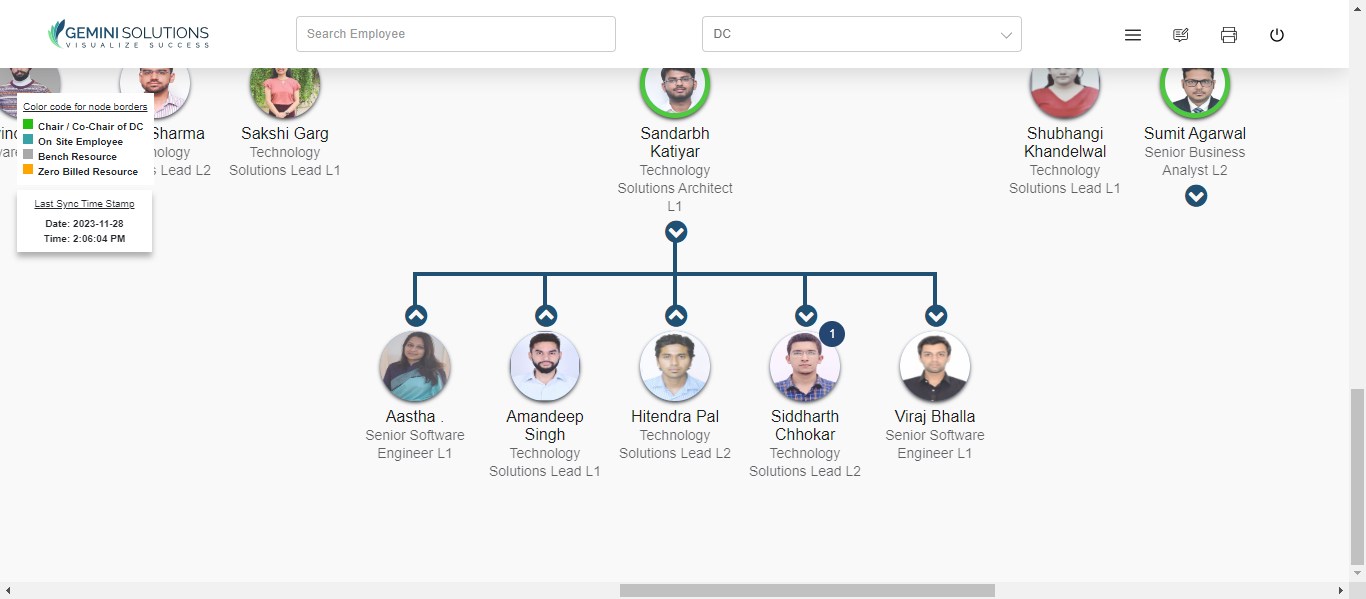 GEMINI SOLUTIONS
VISUALIZE SUCCESS
Search Employee
DC
Color code for node borders
Chair / Co-Chair of DC
On Site Employee
Bench Resource
Zero Billed Resource
Last Sync Time Stamp
Date: 2023-11-28
Time: 2:06:04 PM
Sharma
s Lead L2
Sakshi Garg
Technology
Solutions Lead L1
Sandarbh
Katiyar
Technology
Solutions Architect
L1
Shubhangi
Khandelwal
Technology
Solutions Lead L1
Sumit Agarwal
Senior Business
Analyst L2
Aastha .
Senior Software
Engineer L1
Amandeep
Singh
Technology
Solutions Lead L1
Hitendra Pal
Technology
Solutions Lead L2
1
Siddharth
Chhokar
Technology
Solutions Lead L2
Viraj Bhalla
Senior Software
Engineer L1